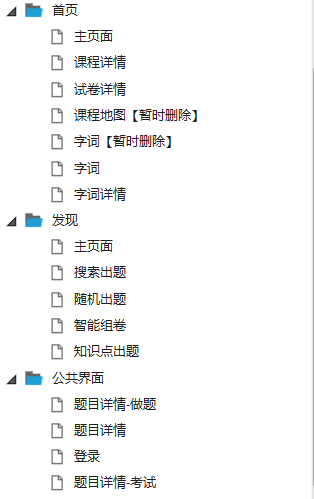 首页
主页面
课程详情
试卷详情
课程地图【暂时删除】
字词【暂时删除】
字词
字词详情
发现
主页面
搜索出题
随机出题
智能组卷
知识点出题
公共界面
题目详情-做题
题目详情
登录
题目详情-考试